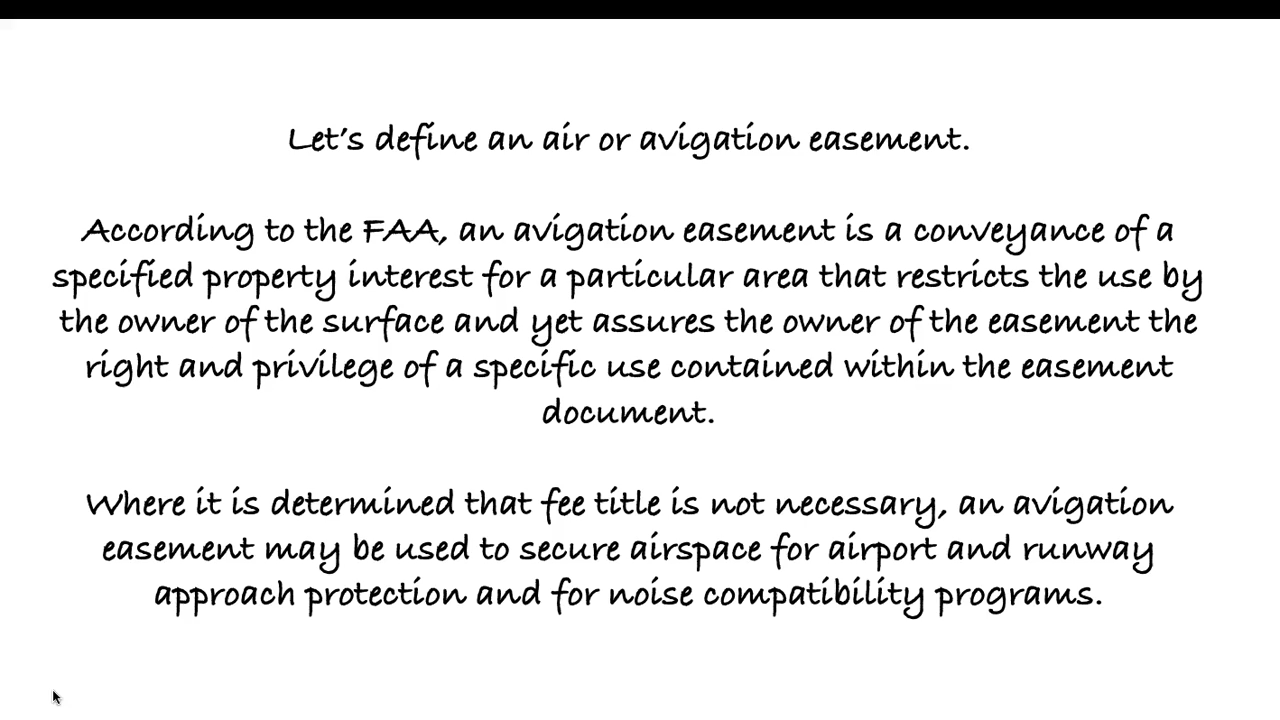 Let's define an air or avigation easement.
According to the FAA, an avigation easement is a conveyance of a
specified property interest for a particular area that restricts the use by
the owner of the surface and yet assures the owner of the easement the
right and privilege of a specific use contained within the easement
document.
Where it is determined that fee title is not necessary, an avigation
easement may be used to secure airspace for airport and runway
approach protection and for noise compatibility programs.